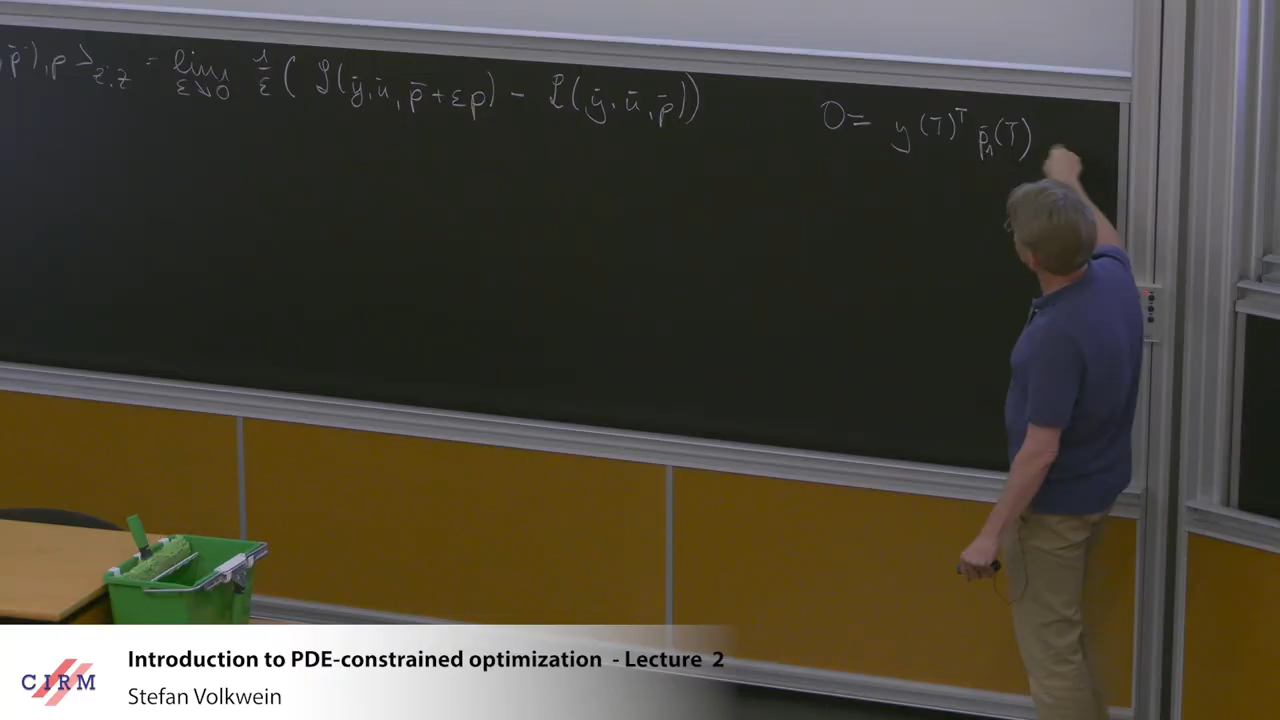 p̄), p⟩_{Z',Z} = lim_{ε↘0} 1/ε ( ℒ(ȳ, ū, p̄ + εp) − ℒ(ȳ, ū, p̄))
0 = y(T)ᵀ p̄₁(T)
CIRM
Introduction to PDE-constrained optimization - Lecture 2
Stefan Volkwein